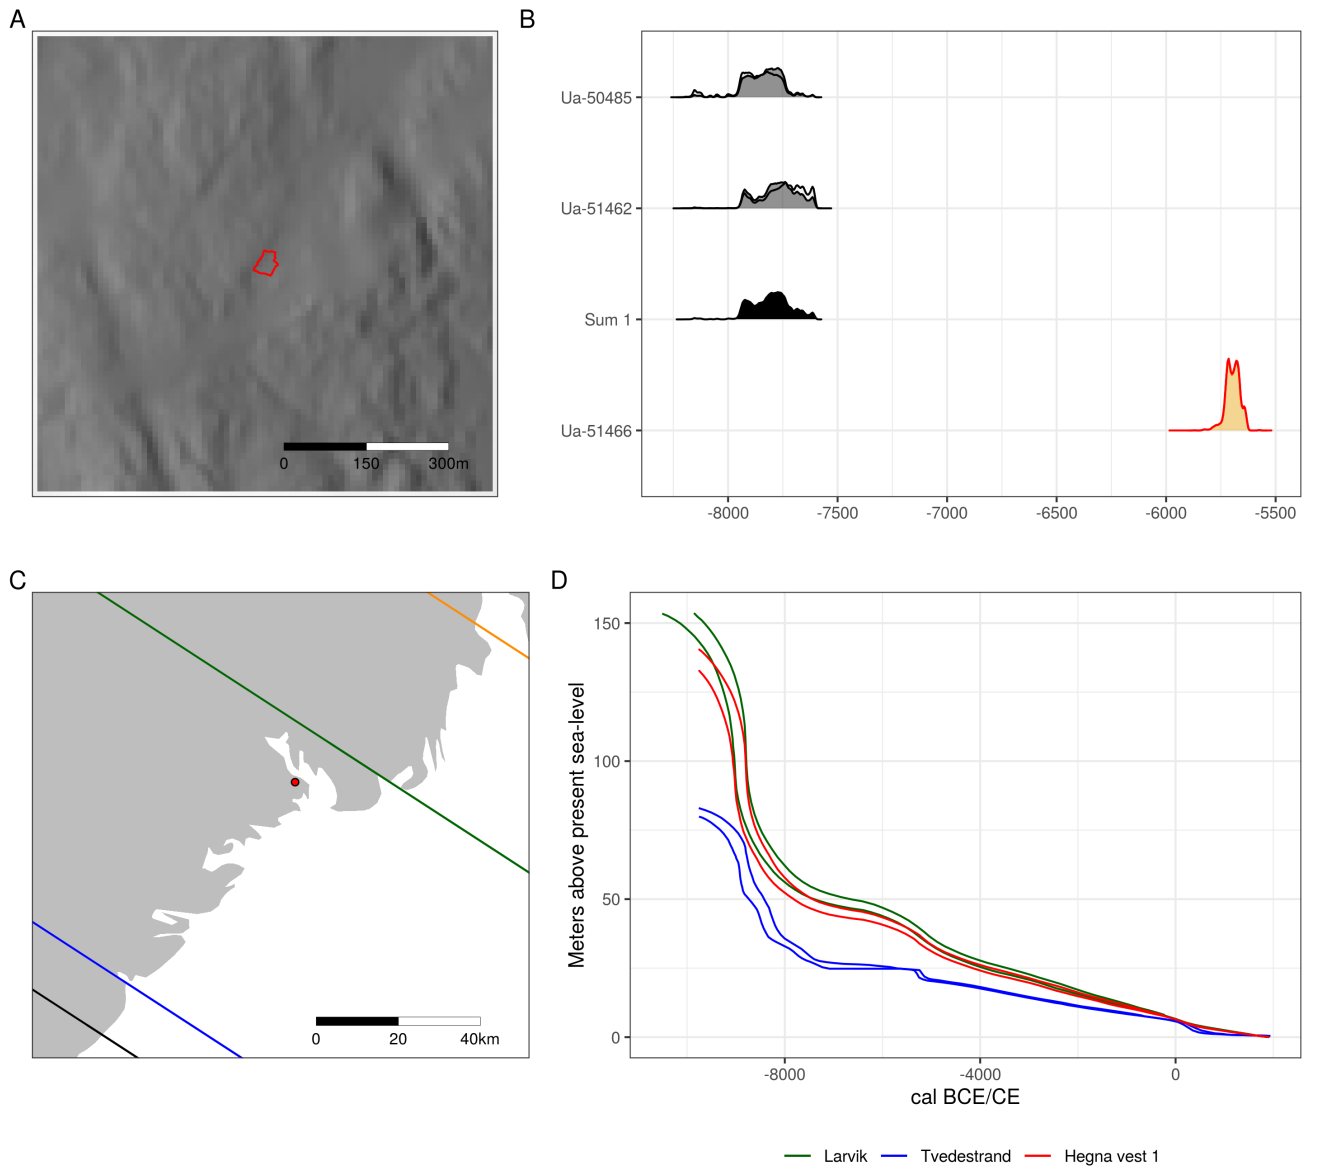 A
0
150
300m
B
Ua-50485
Ua-51462
Sum 1
Ua-51466
-8000
-7500
-7000
-6500
-6000
-5500
C
0
20
40km
D
Meters above present sea-level
150
100
50
0
-8000
-4000
0
cal BCE/CE
Larvik
Tvedestrand
Hegna vest 1